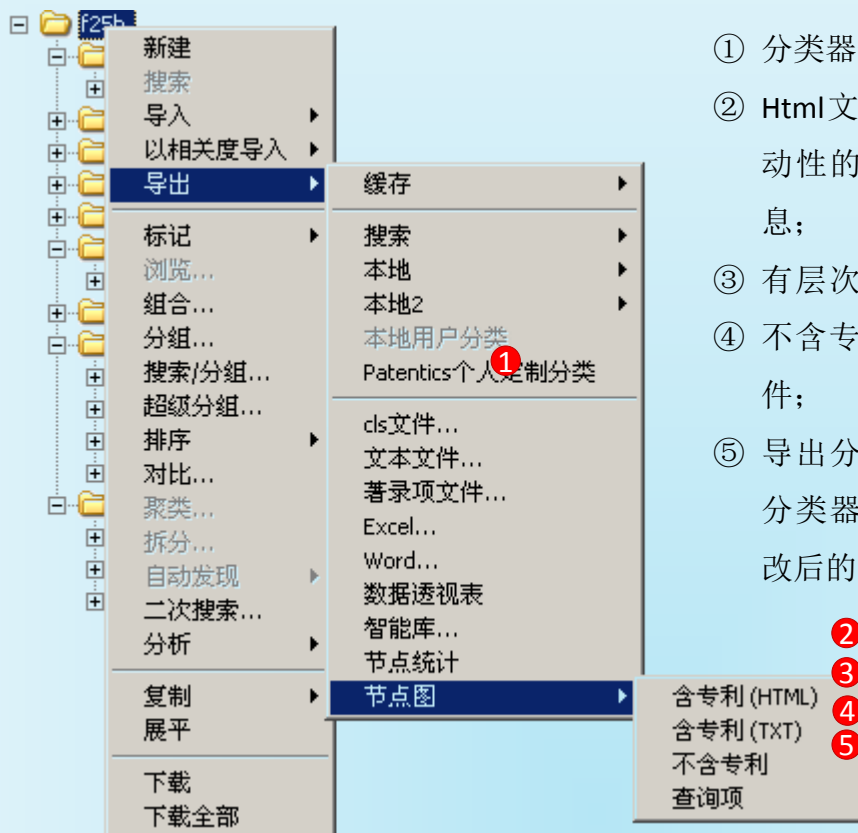 f25b
新建
搜索
导入
以相关度导入
导出
标记
浏览...
组合...
分组...
搜索/分组...
超级分组...
排序
对比...
聚类...
拆分...
自动发现
二次搜索...
分析
复制
展平
下载
下载全部
缓存
搜索
本地
本地2
本地用户分类
Patentics个人定制分类
1
cls文件...
文本文件...
著录项文件...
Excel...
Word...
数据透视表
智能库...
节点统计
节点图
含专利(HTML)
含专利(TXT)
不含专利
查询项
2
3
4
5
① 分类器
② Html文
动性的
息；
③ 有层次
④ 不含专
件；
⑤ 导出分
分类器
改后的